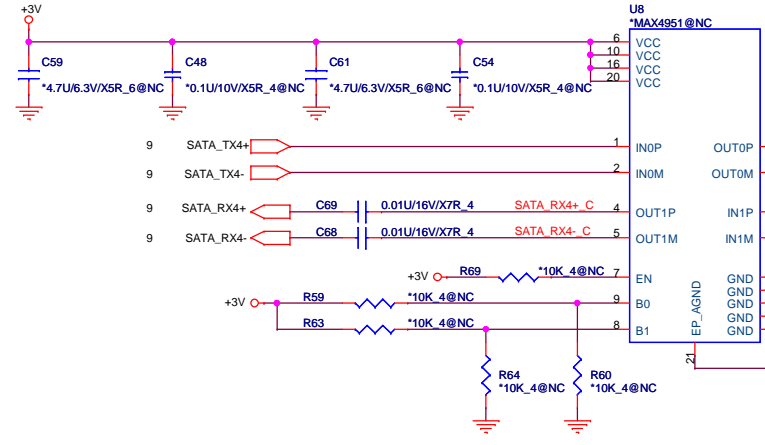 +3V
U8
*MAX4951@NC
C59
*4.7U/6.3V/X5R_6@NC
C48
*0.1U/10V/X5R_4@NC
C61
*4.7U/6.3V/X5R_6@NC
C54
*0.1U/10V/X5R_4@NC
6 VCC
10 VCC
16 VCC
20 VCC
9 SATA_TX4+ 1 IN0P OUT0P
9 SATA_TX4- 2 IN0M OUT0M
9 SATA_RX4+ C69 0.01U/16V/X7R_4 SATA_RX4+_C 4 OUT1P IN1P
9 SATA_RX4- C68 0.01U/16V/X7R_4 SATA_RX4-_C 5 OUT1M IN1M
+3V R69 *10K_4@NC 7 EN GND
GND
+3V R59 *10K_4@NC 9 B0 GND
GND
R63 *10K_4@NC 8 B1 GND
EP_AGND
21
R64
*10K_4@NC
R60
*10K_4@NC